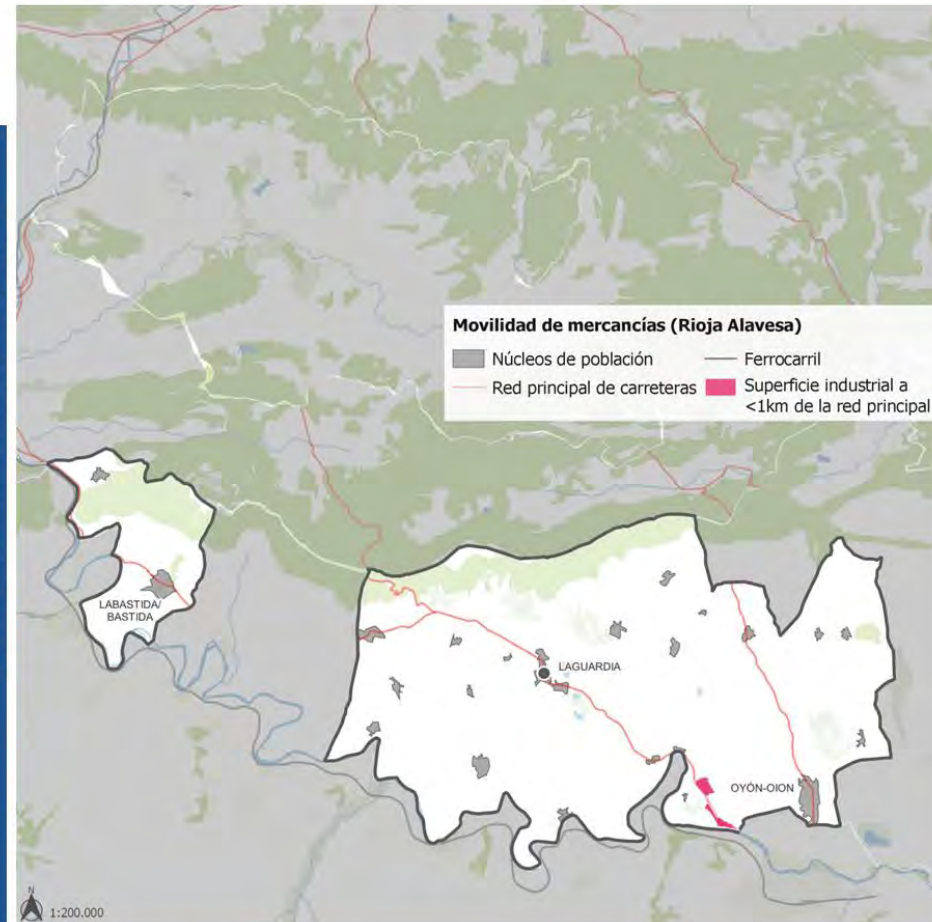 Movilidad de mercancías (Rioja Alavesa)
Núcleos de población
Ferrocarril
Red principal de carreteras
Superficie industrial a
<1km de la red principal
LABASTIDA/
BASTIDA
LAGUARDIA
OYÓN-OION
N
1:200.000